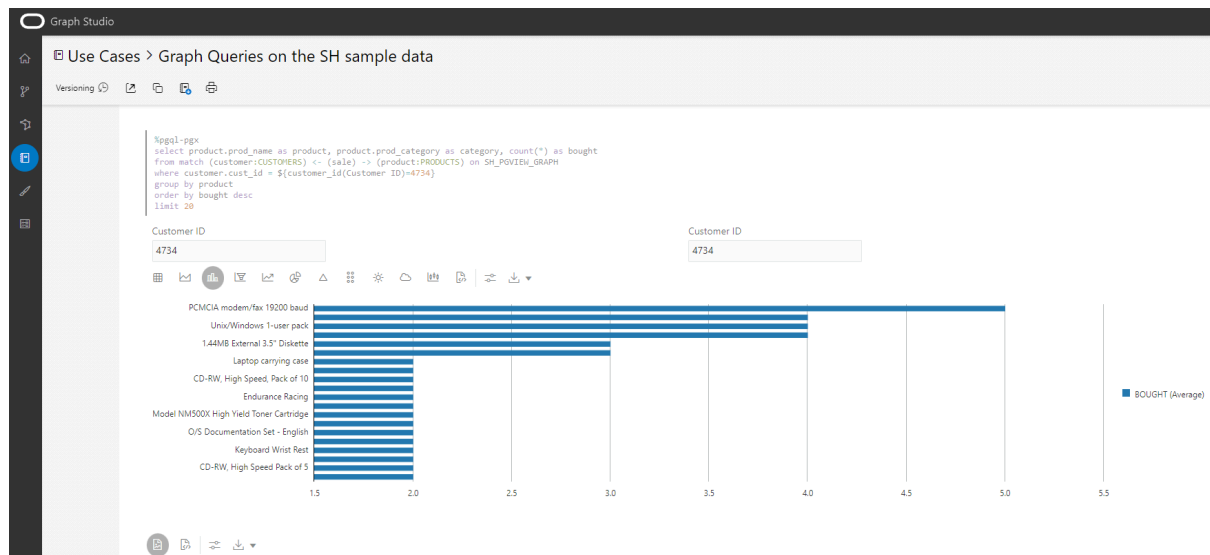 Graph Studio
Use Cases > Graph Queries on the SH sample data
Versioning
%pgql-pgx
select product.prod_name as product, product.prod_category as category, count(*) as bought
from match (customer:CUSTOMERS) <- (sale) -> (product:PRODUCTS) on SH_PGVIEW_GRAPH
where customer.cust_id = ${customer_id(Customer ID)=4734}
group by product
order by bought desc
limit 20
Customer ID Customer ID
4734 4734
PCMCIA modem/fax 19200 baud
Unix/Windows 1-user pack
1.44MB External 3.5" Diskette
Laptop carrying case
CD-RW, High Speed, Pack of 10
Endurance Racing
BOUGHT (Average)
Model NM500X High Yield Toner Cartridge
O/S Documentation Set - English
Keyboard Wrist Rest
CD-RW, High Speed Pack of 5
1.5 2.0 2.5 3.0 3.5 4.0 4.5 5.0 5.5